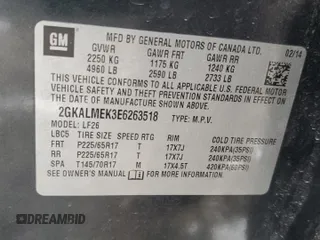 GM
MFD BY GENERAL MOTORS OF CANADA LTD.
02/14
GVWR GAWR FRT GAWR RR
2250 KG 1175 KG 1240 KG
4960 LB 2590 LB 2733 LB
THIS VEHICLE CONFORMS TO ALL APPLICABLE U.S. FEDERAL MOTOR
VEHICLE SAFETY AND THEFT PREVENTION STANDARDS IN
EFFECT ON THE DATE OF MANUFACTURE SHOWN ABOVE.
2GKALMEK3E6263518
TYPE: M.P.V.
MODEL: LF26
LBC5 TIRE SIZE SPEED RTG RIM COLD TIRE PRESSURE
FRT P225/65R17 T 17X7J 240KPA(35PSI)
RR P225/65R17 T 17X7J 240KPA(35PSI)
SPA T145/70R17 M 17X4.5T 420KPA(60PSI)
SEE OWNER'S MANUAL FOR ADDITIONAL INFORMATION.
DREAMBID